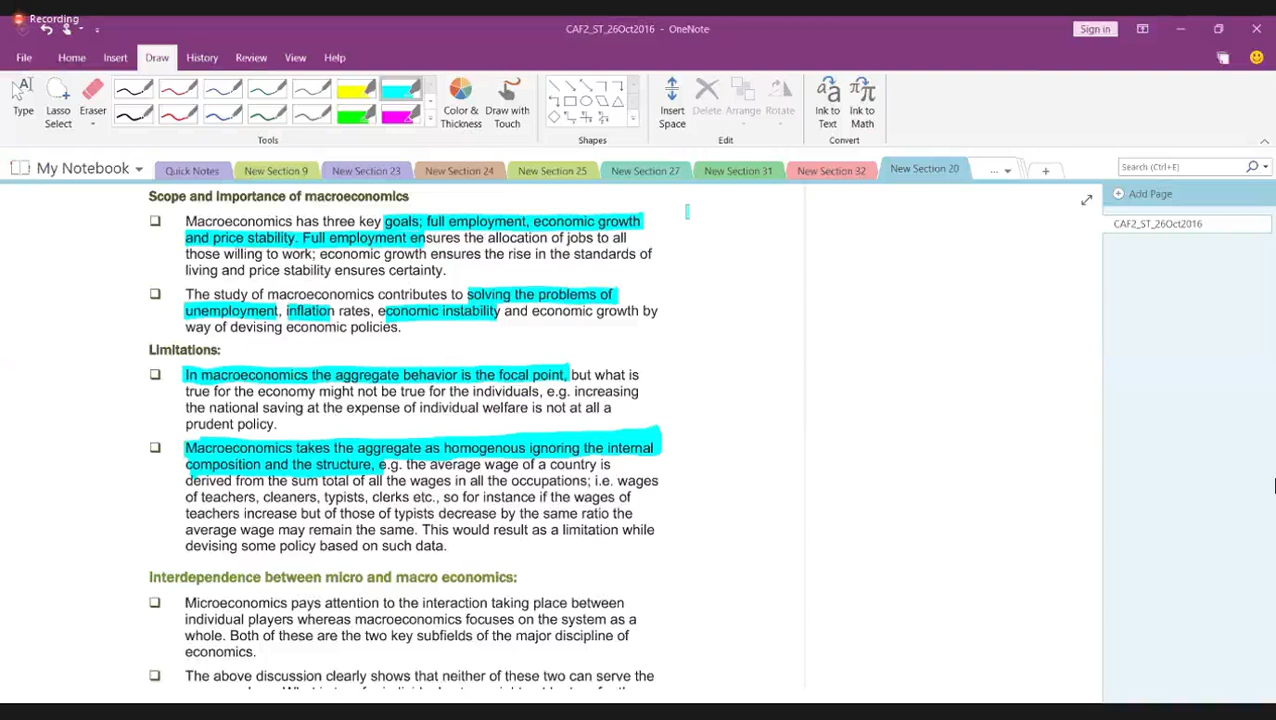 Recording
CAF2_ST_26Oct2016 - OneNote
Sign in
File Home Insert Draw History Review View Help
Type
Lasso Select
Eraser
Color & Thickness
Draw with Touch
Insert Space
Delete
Arrange
Rotate
Ink to Text
Ink to Math
Tools Shapes Edit Convert
My Notebook
Quick Notes New Section 9 New Section 23 New Section 24 New Section 25 New Section 27 New Section 31 New Section 32 New Section 20 ... +
Search (Ctrl+E)
Add Page
CAF2_ST_26Oct2016
Scope and importance of macroeconomics
Macroeconomics has three key goals; full employment, economic growth
and price stability. Full employment ensures the allocation of jobs to all
those willing to work; economic growth ensures the rise in the standards of
living and price stability ensures certainty.
The study of macroeconomics contributes to solving the problems of
unemployment, inflation rates, economic instability and economic growth by
way of devising economic policies.
Limitations:
In macroeconomics the aggregate behavior is the focal point, but what is
true for the economy might not be true for the individuals, e.g. increasing
the national saving at the expense of individual welfare is not at all a
prudent policy.
Macroeconomics takes the aggregate as homogenous ignoring the internal
composition and the structure, e.g. the average wage of a country is
derived from the sum total of all the wages in all the occupations; i.e. wages
of teachers, cleaners, typists, clerks etc., so for instance if the wages of
teachers increase but of those of typists decrease by the same ratio the
average wage may remain the same. This would result as a limitation while
devising some policy based on such data.
Interdependence between micro and macro economics:
Microeconomics pays attention to the interaction taking place between
individual players whereas macroeconomics focuses on the system as a
whole. Both of these are the two key subfields of the major discipline of
economics.
The above discussion clearly shows that neither of these two can serve the